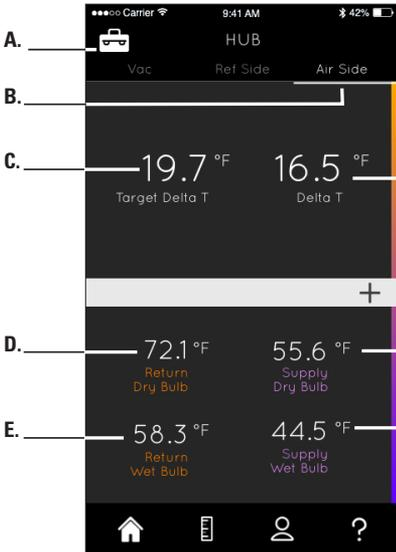 ●●●○○ Carrier 9:41 AM 42%
A.
HUB
Vac Ref Side Air Side
B.
C.
19.7 °F 16.5 °F
Target Delta T Delta T
+
D.
72.1 °F 55.6 °F
Return Supply
Dry Bulb Dry Bulb
E.
58.3 °F 44.5 °F
Return Supply
Wet Bulb Wet Bulb
?